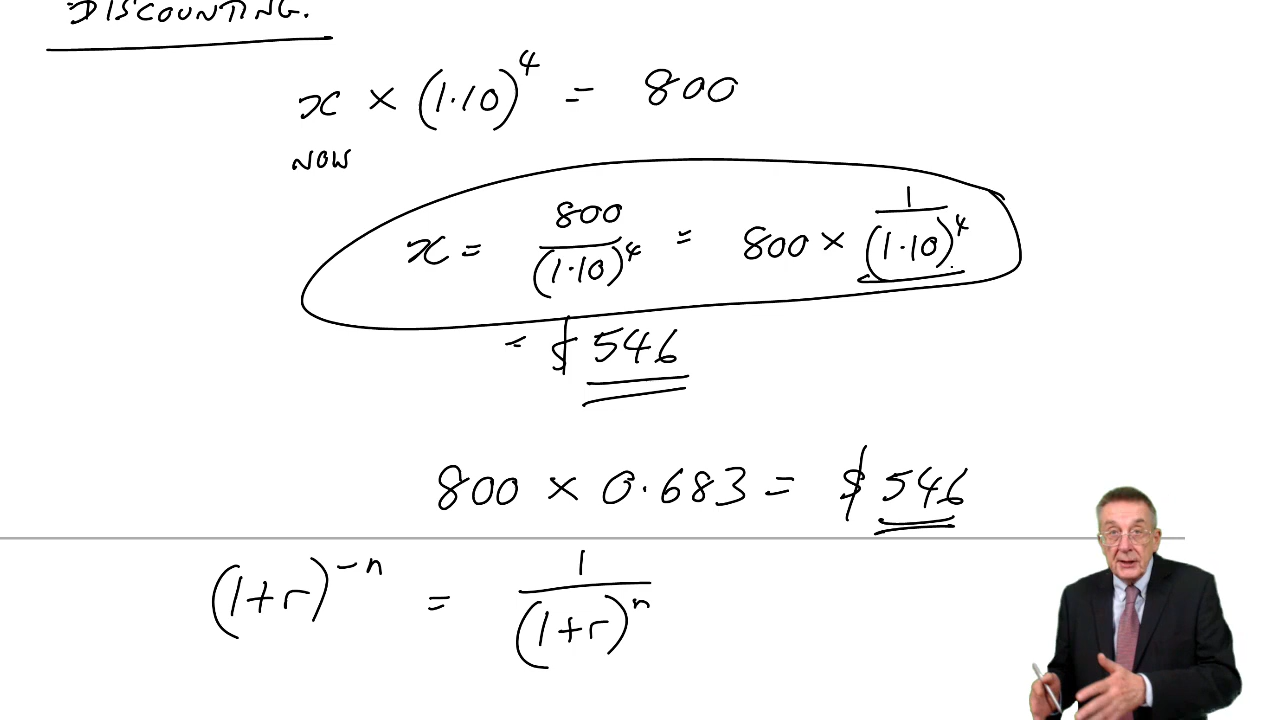 DISCOUNTING.
x × (1·10)^4 = 800
NOW
x = 800/(1·10)^4 = 800 × 1/(1·10)^4
= $546
800 × 0.683 = $546
(1+r)^-n = 1/(1+r)^n